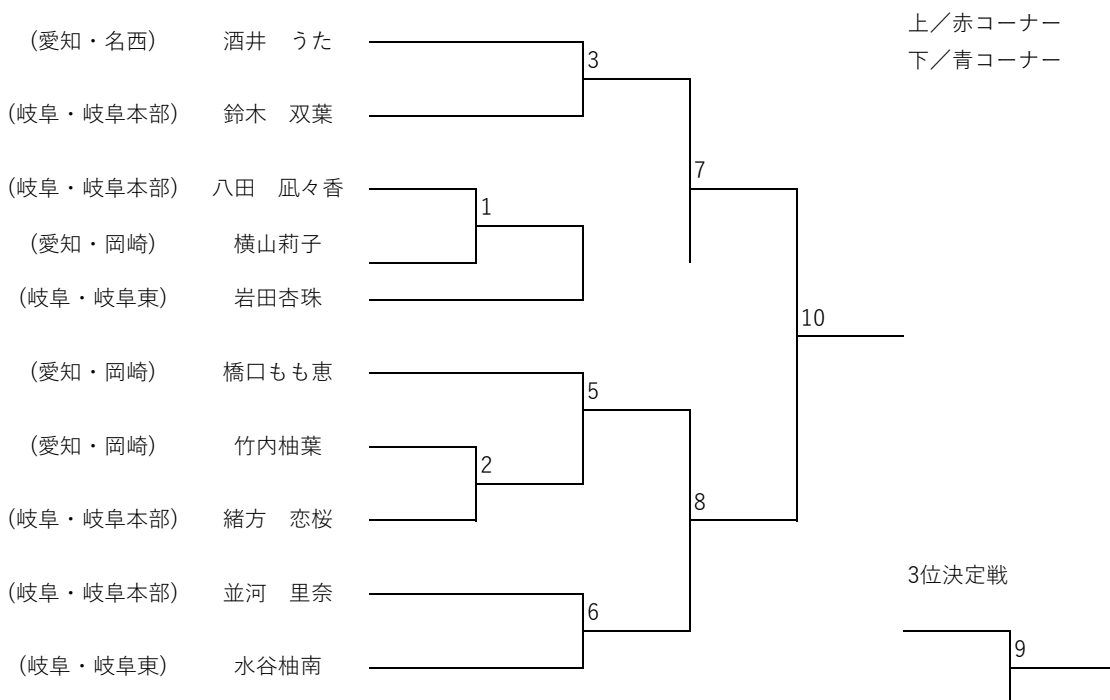 上／赤コーナー
(愛知・名西) 酒井　うた
3
下／青コーナー
(岐阜・岐阜本部) 鈴木　双葉
7
(岐阜・岐阜本部) 八田　凪々香
1
(愛知・岡崎) 横山莉子
(岐阜・岐阜東) 岩田杏珠
10
(愛知・岡崎) 橋口もも恵
5
(愛知・岡崎) 竹内柚葉
2
8
(岐阜・岐阜本部) 緒方　恋桜
3位決定戦
(岐阜・岐阜本部) 並河　里奈
6
9
(岐阜・岐阜東) 水谷柚南